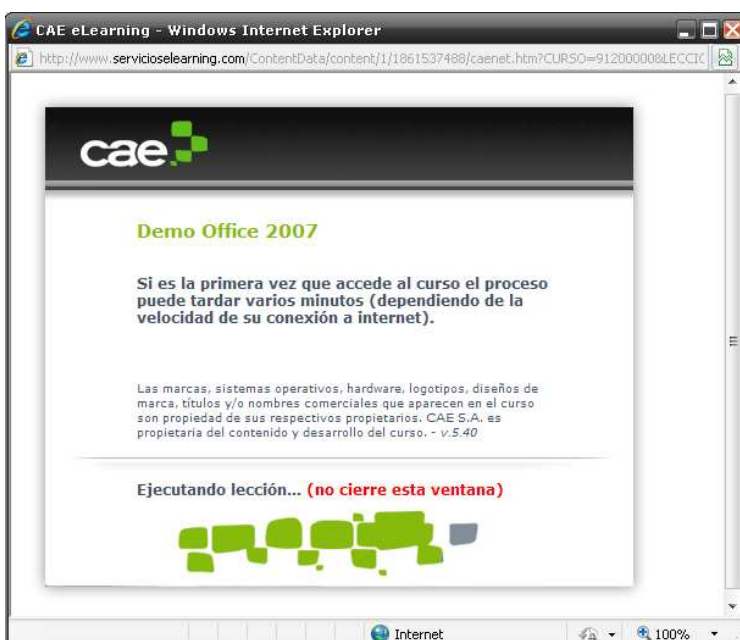 CAE eLearning - Windows Internet Explorer
http://www.servicioselearning.com/ContentData/content/1/1861537488/caenet.htm?CURSO=912000008&LECCIO
cae
Demo Office 2007
Si es la primera vez que accede al curso el proceso
puede tardar varios minutos (dependiendo de la
velocidad de su conexión a internet).
Las marcas, sistemas operativos, hardware, logotipos, diseños de
marca, títulos y/o nombres comerciales que aparecen en el curso
son propiedad de sus respectivos propietarios. CAE S.A. es
propietaria del contenido y desarrollo del curso. - v.5.40
Ejecutando lección... (no cierre esta ventana)
Internet
100%